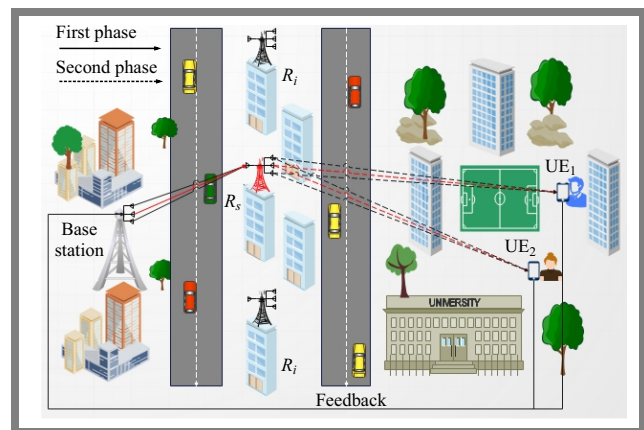 First phase
Second phase
R_i
UE_1
R_s
Base
station
UE_2
UNIVERSITY
R_i
Feedback